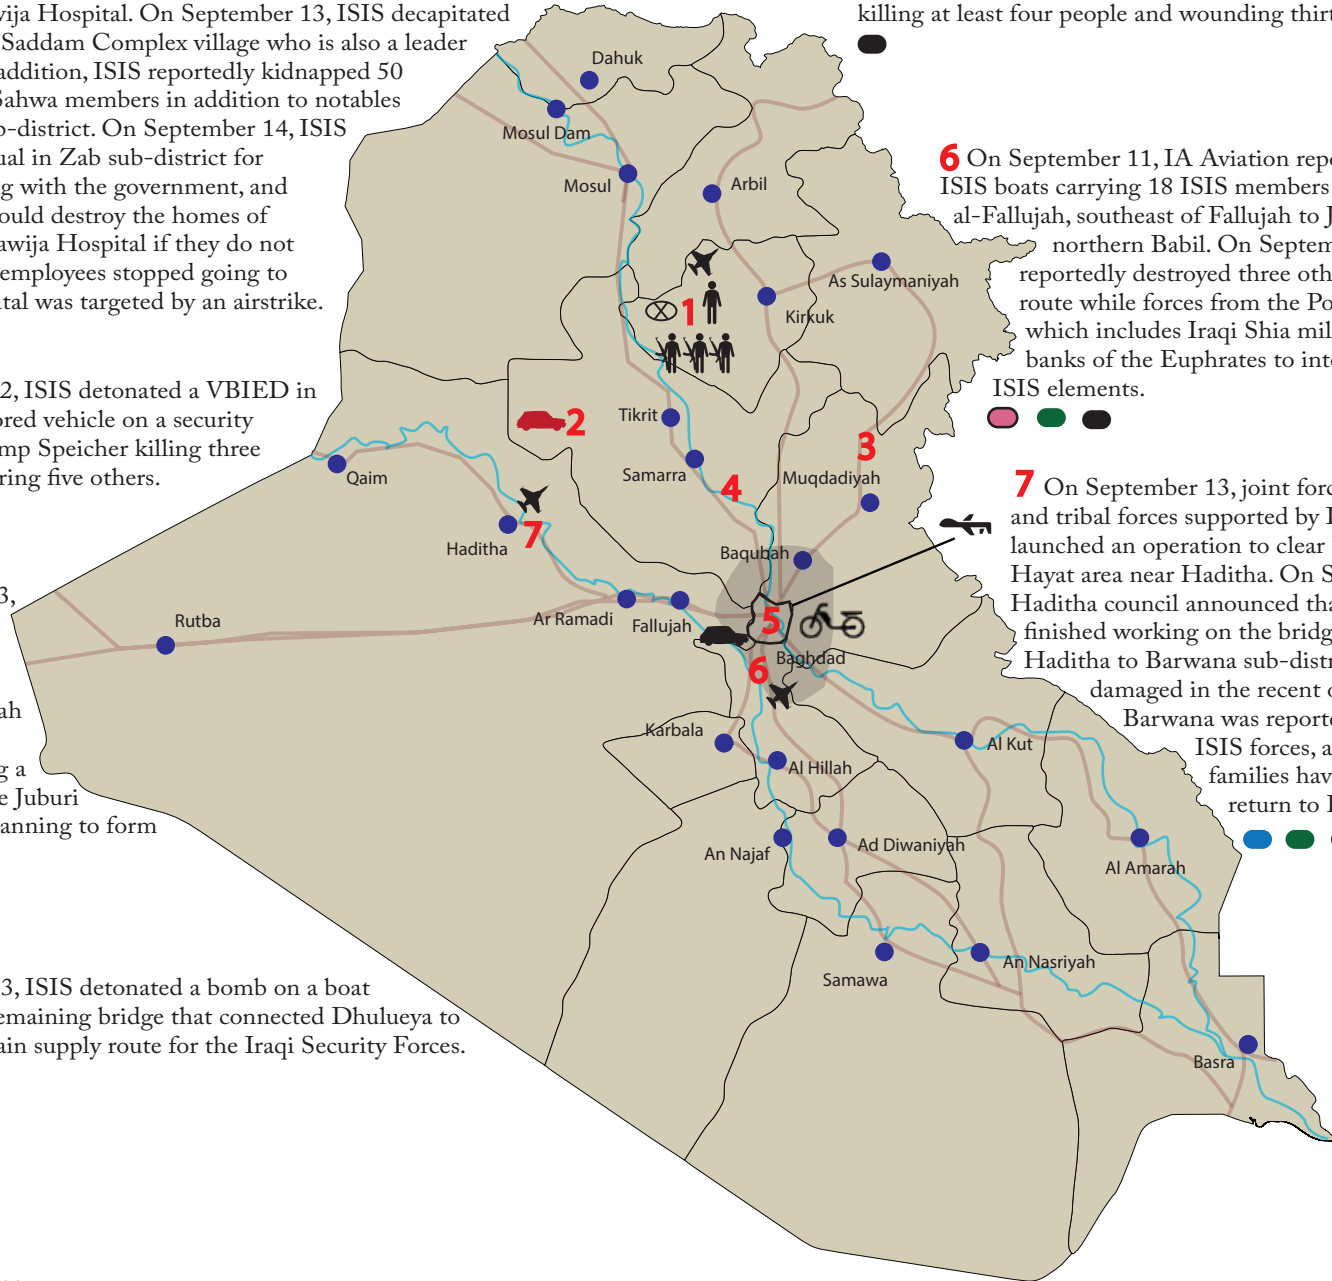 wija Hospital. On September 13, ISIS decapitated
Saddam Complex village who is also a leader
addition, ISIS reportedly kidnapped 50
Sahwa members in addition to notables
b-district. On September 14, ISIS
ual in Zab sub-district for
ng with the government, and
ould destroy the homes of
awija Hospital if they do not
employees stopped going to
ital was targeted by an airstrike.
2, ISIS detonated a VBIED in
ored vehicle on a security
mp Speicher killing three
ring five others.
3,
ah
g a
e Juburi
anning to form
3, ISIS detonated a bomb on a boat
emaining bridge that connected Dhulueya to
ain supply route for the Iraqi Security Forces.
killing at least four people and wounding thirt
6 On September 11, IA Aviation repo
ISIS boats carrying 18 ISIS members
al-Fallujah, southeast of Fallujah to J
northern Babil. On Septem
reportedly destroyed three oth
route while forces from the Po
which includes Iraqi Shia mil
banks of the Euphrates to inte
ISIS elements.
7 On September 13, joint forc
and tribal forces supported by I
launched an operation to clear
Hayat area near Haditha. On S
Haditha council announced tha
finished working on the bridg
Haditha to Barwana sub-distr
damaged in the recent o
Barwana was reporte
ISIS forces, a
families hav
return to I
Dahuk
Mosul Dam
Mosul
Arbil
As Sulaymaniyah
1
Kirkuk
2
Tikrit
3
Samarra
Muqdadiyah
4
Qaim
7
Haditha
Baqubah
Rutba
Ar Ramadi
Fallujah
5
Baghdad
6
Karbala
Al Kut
Al Hillah
An Najaf
Ad Diwaniyah
Al Amarah
Samawa
An Nasriyah
Basra